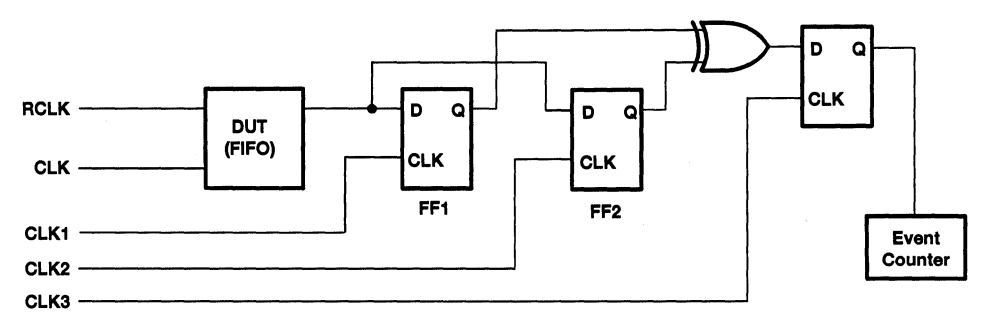 D Q
CLK
RCLK
DUT
(FIFO)
D Q
CLK
FF1
D Q
CLK
FF2
CLK
CLK1
CLK2
CLK3
Event
Counter